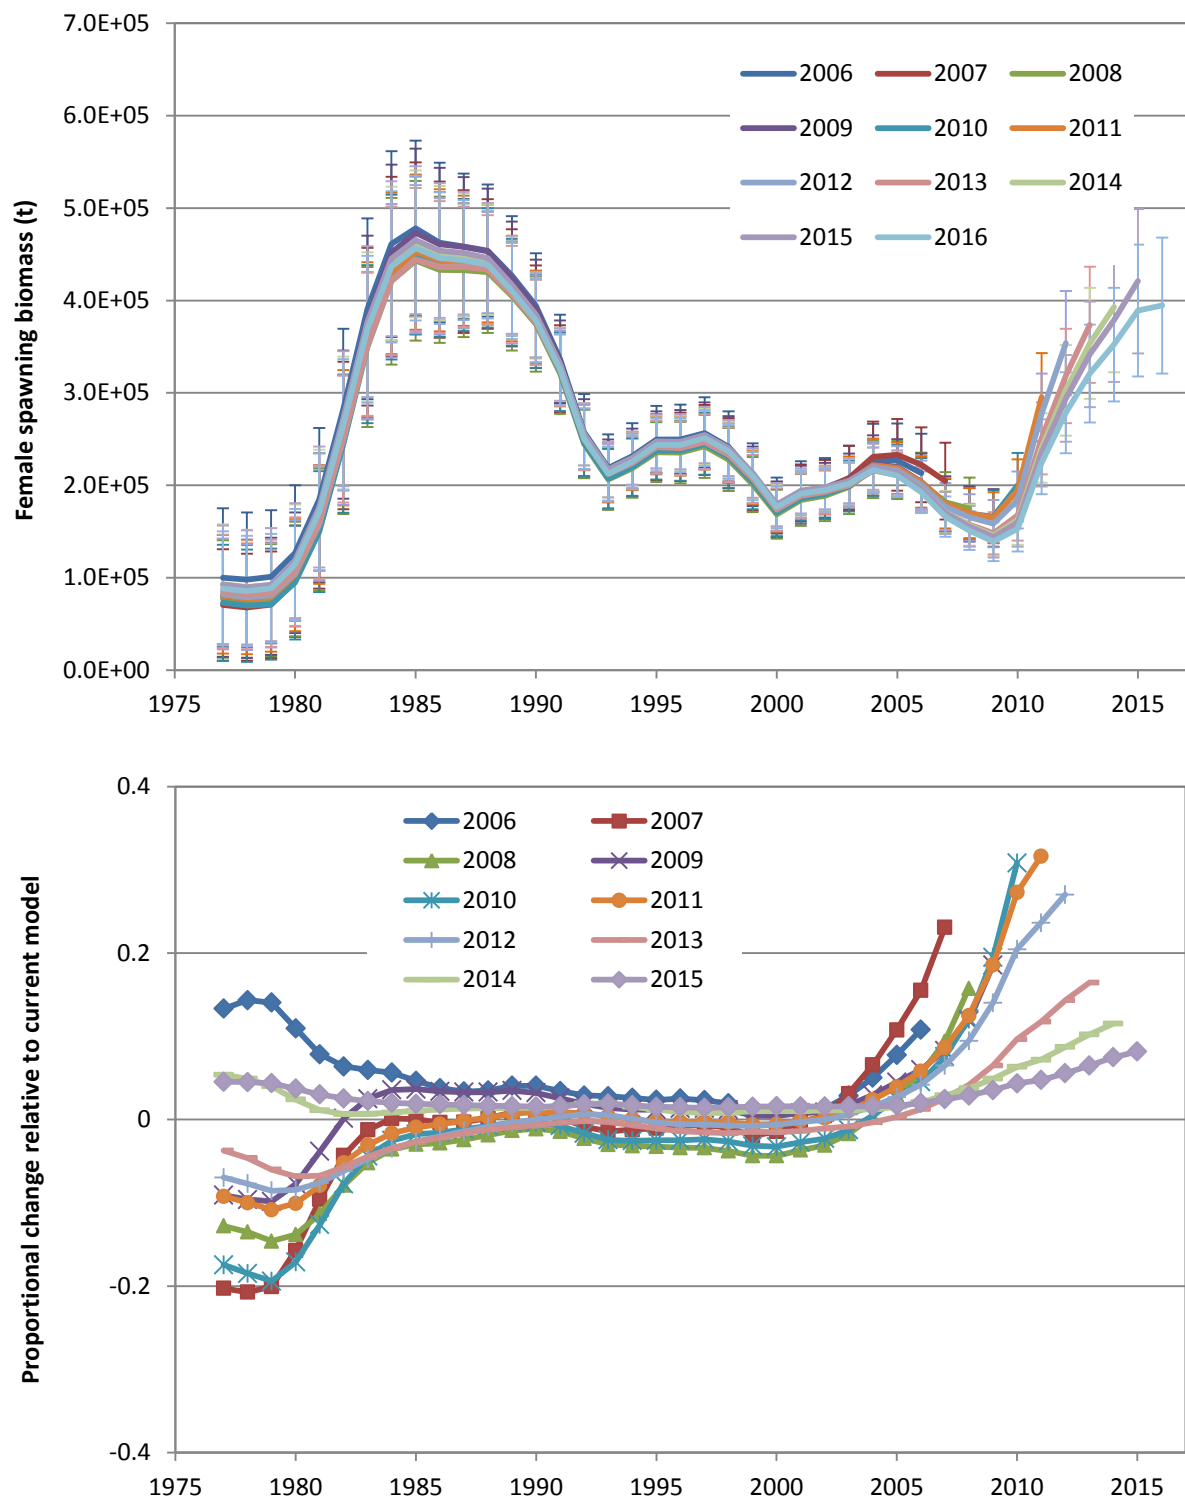 7.0E+05
6.0E+05
5.0E+05
4.0E+05
3.0E+05
2.0E+05
1.0E+05
0.0E+00
Female spawning biomass (t)
2006 2007 2008
2009 2010 2011
2012 2013 2014
2015 2016
1975 1980 1985 1990 1995 2000 2005 2010 2015
0.4
0.2
0
-0.2
-0.4
Proportional change relative to current model
2006 2007
2008 2009
2010 2011
2012 2013
2014 2015
1975 1980 1985 1990 1995 2000 2005 2010 2015